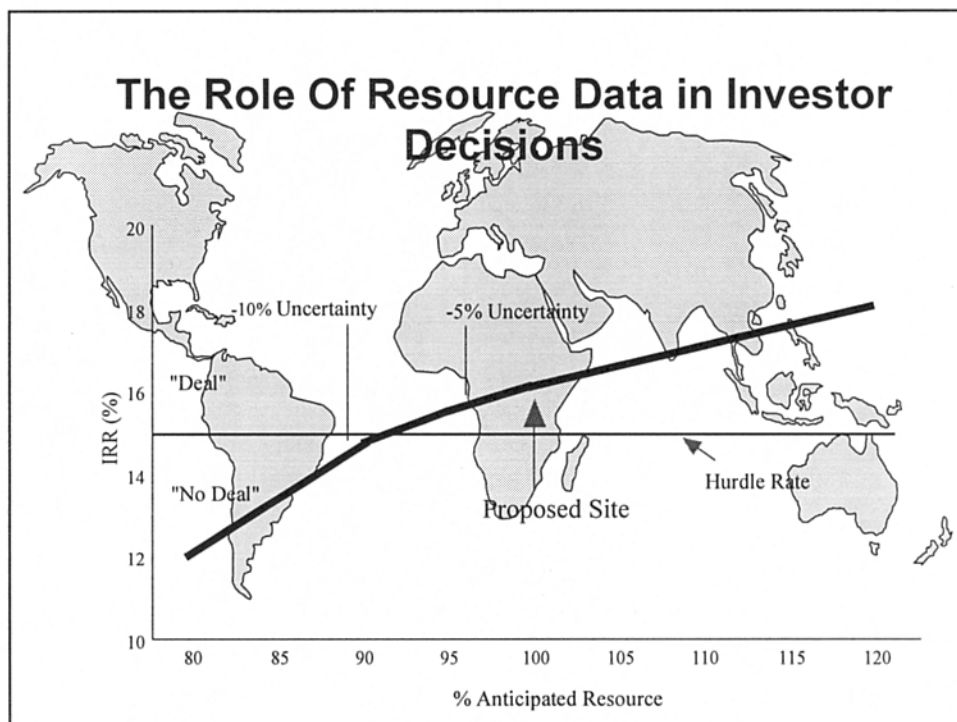 The Role Of Resource Data in Investor
Decisions
20
-10% Uncertainty
18
-5% Uncertainty
"Deal"
16
IRR (%)
Hurdle Rate
14
"No Deal"
Proposed Site
12
10
80 85 90 95 100 105 110 115 120
% Anticipated Resource